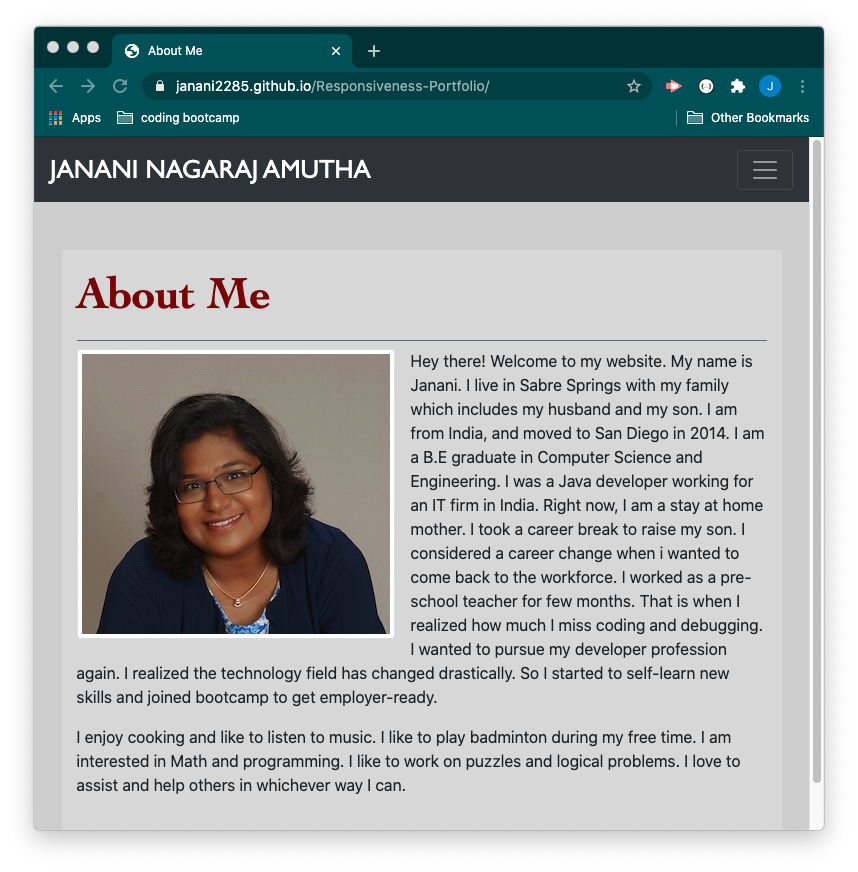 About Me
janani2285.github.io/Responsiveness-Portfolio/
J
Apps
coding bootcamp
Other Bookmarks
JANANI NAGARAJ AMUTHA
About Me
Hey there! Welcome to my website. My name is
Janani. I live in Sabre Springs with my family
which includes my husband and my son. I am
from India, and moved to San Diego in 2014. I am
a B.E graduate in Computer Science and
Engineering. I was a Java developer working for
an IT firm in India. Right now, I am a stay at home
mother. I took a career break to raise my son. I
considered a career change when i wanted to
come back to the workforce. I worked as a pre-
school teacher for few months. That is when I
realized how much I miss coding and debugging.
I wanted to pursue my developer profession
again. I realized the technology field has changed drastically. So I started to self-learn new
skills and joined bootcamp to get employer-ready.
I enjoy cooking and like to listen to music. I like to play badminton during my free time. I am
interested in Math and programming. I like to work on puzzles and logical problems. I love to
assist and help others in whichever way I can.